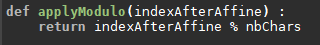 def applyModulo(indexAfterAffine) :
    return indexAfterAffine % nbChars